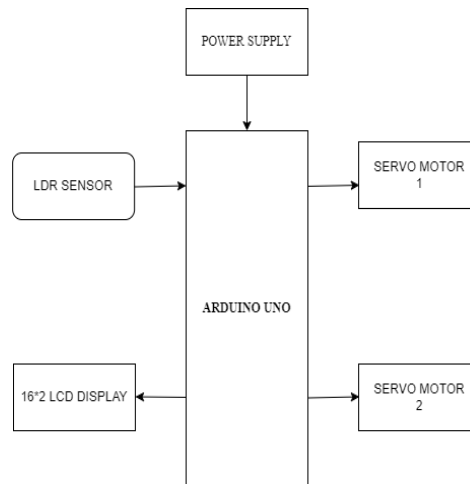 POWER SUPPLY
LDR SENSOR
SERVO MOTOR
1
ARDUINO UNO
16*2 LCD DISPLAY
SERVO MOTOR
2